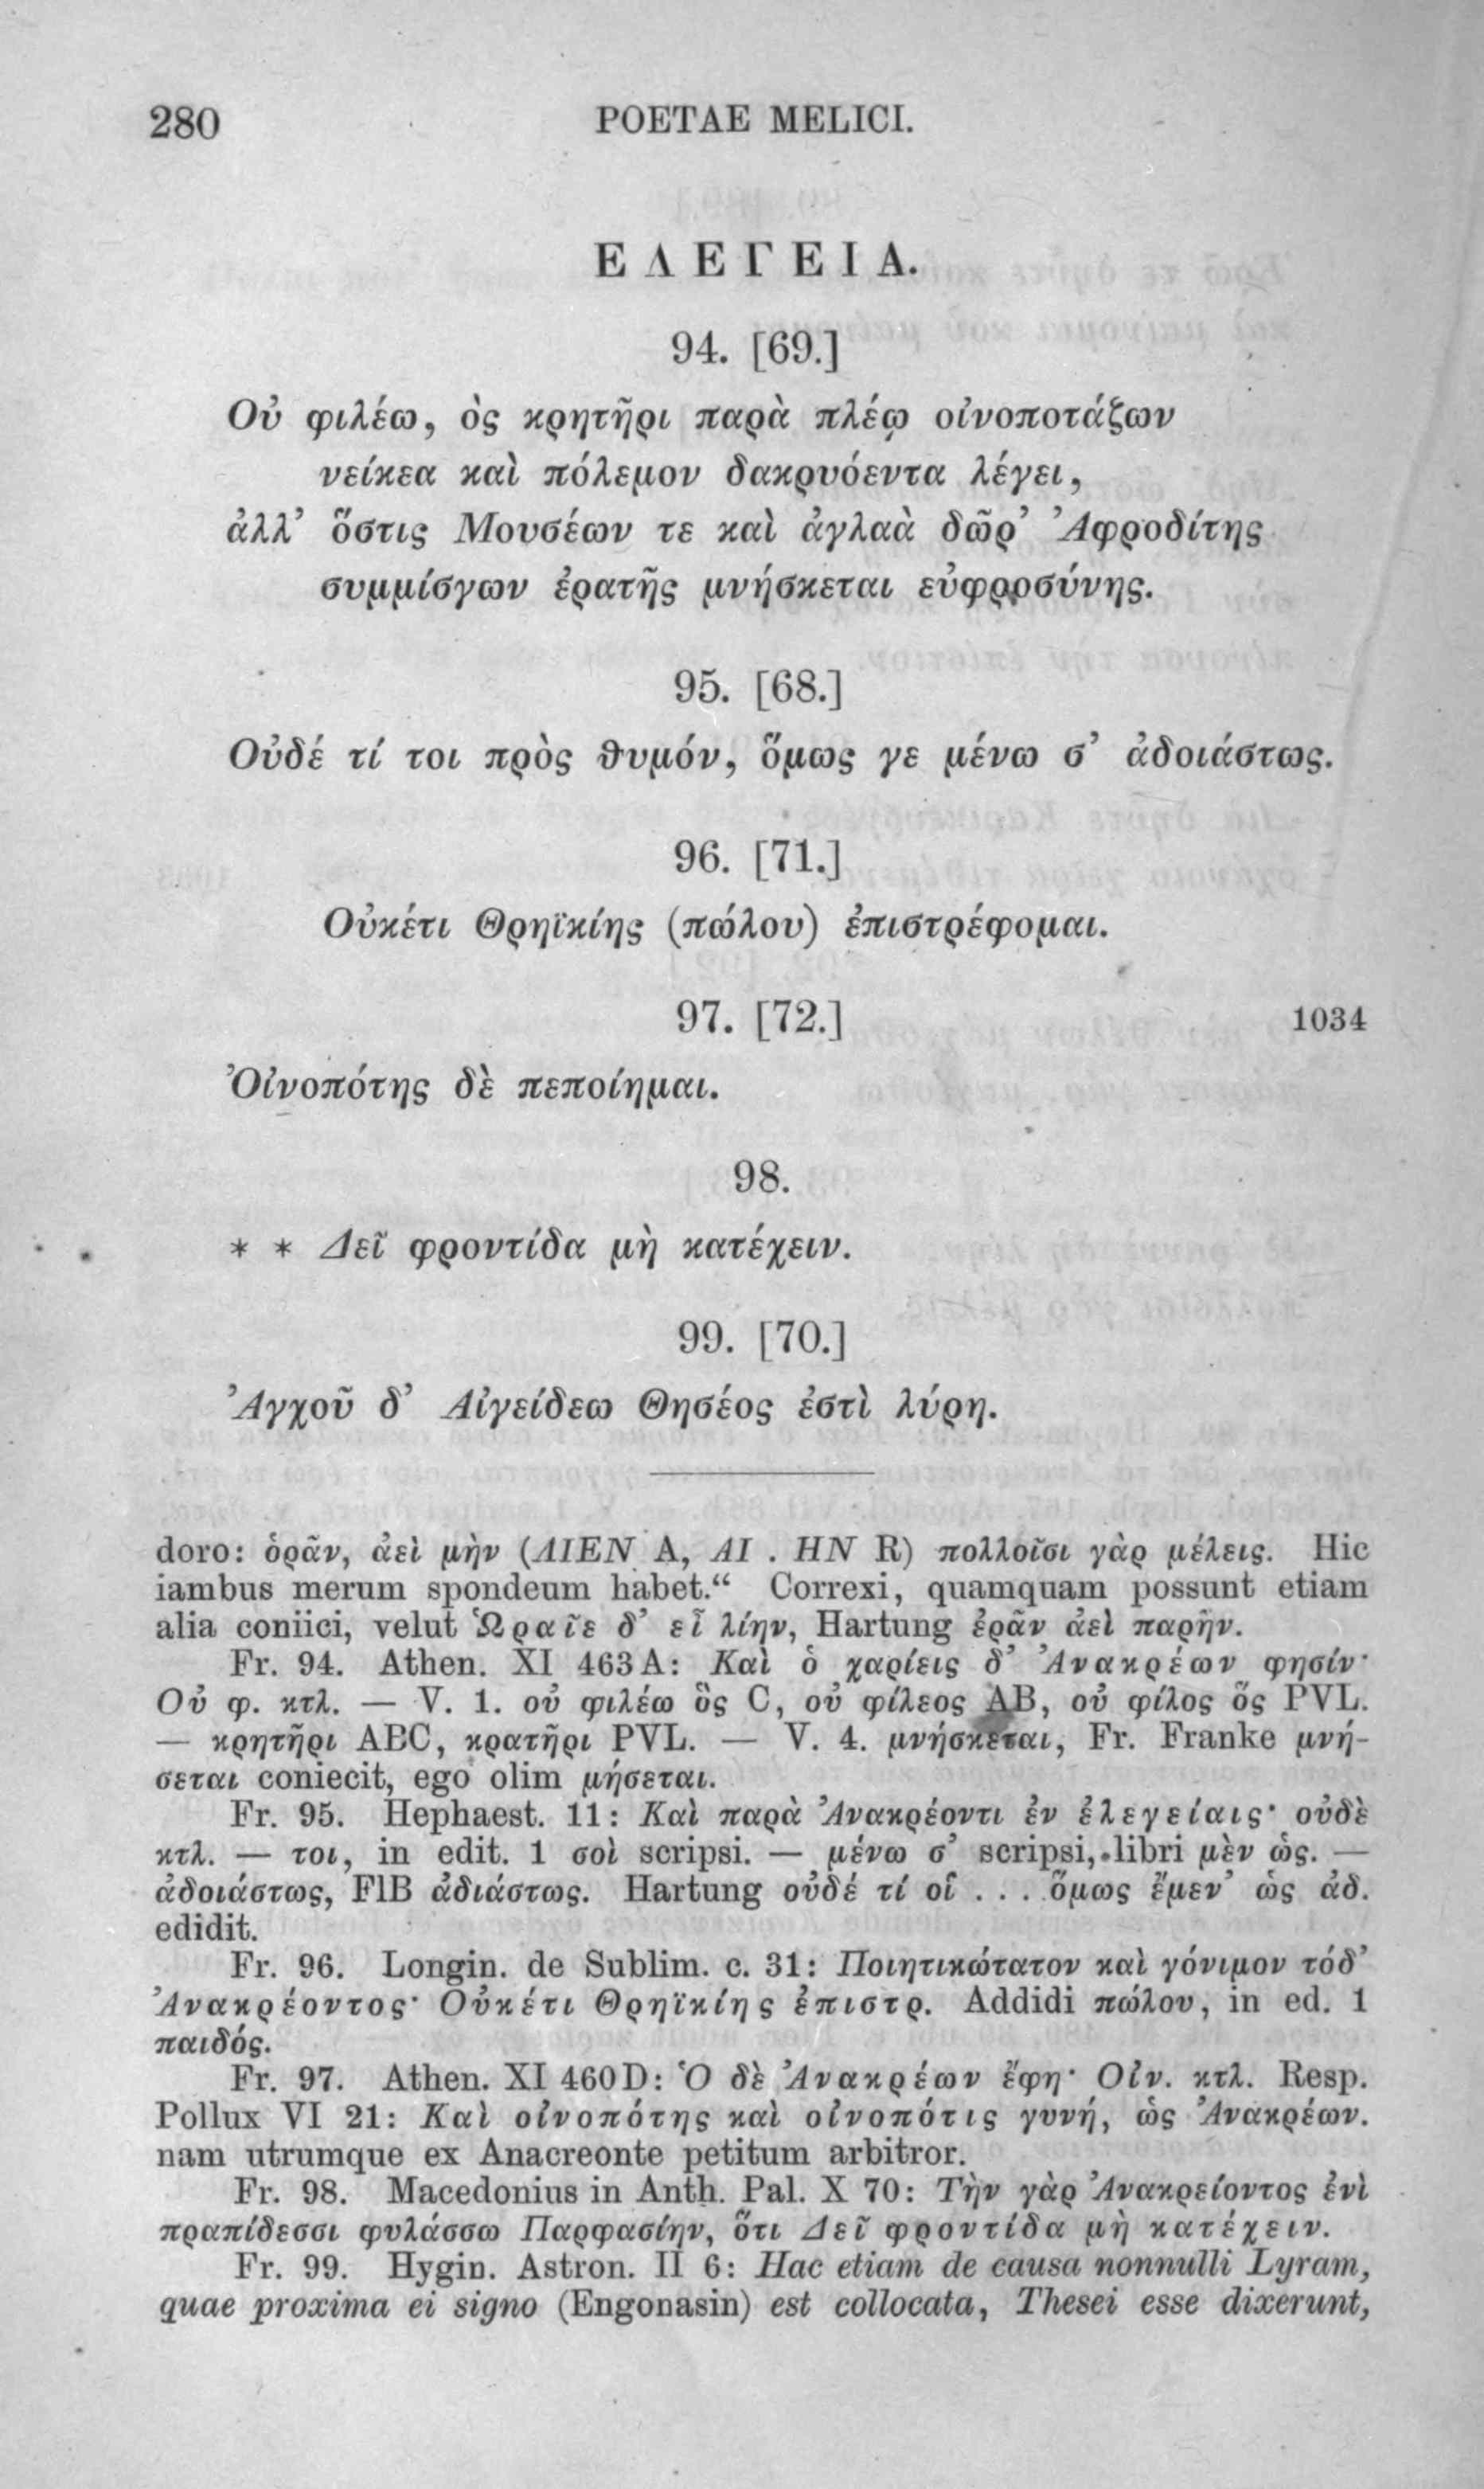 280 POETAE MELICI.
ΕΛΕΓΕΙΑ.
94. [69.]
Οὐ φιλέω, ὃς κρητῆρι παρὰ πλέῳ οἰνοποτάζων
νείκεα καὶ πόλεμον δακρυόεντα λέγει,
ἀλλ’ ὅστις Μουσέων τε καὶ ἀγλαὰ δῶρ’ Ἀφροδίτης
συμμίσγων ἐρατῆς μνήσκεται εὐφροσύνης.
95. [68.]
Οὐδέ τί τοι πρὸς θυμόν, ὅμως γε μένω σ’ ἀδοιάστως.
96. [71.]
Οὐκέτι Θρηϊκίης (πώλου) ἐπιστρέφομαι.
97. [72.] 1034
Ὀἰνοπότης δὲ πεποίημαι.
98.
* * Δεῖ φροντίδα μὴ κατέχειν.
99. [70.]
Ἀγχοῦ δ’ Αἰγείδεω Θησέος ἐστὶ λύρη.
doro: ὁρᾶν, ἀεὶ μὴν (ΑΙΕΝ A, ΑΙ . ΗΝ R) πολλοῖσι γὰρ μέλεις. Hic
iambus merum spondeum habet.“ Correxi, quamquam possunt etiam
alia coniici, velut Ὡραῖε δ’ εἶ λίην, Hartung ἐρᾶν ἀεὶ παρῆν.
Fr. 94. Athen. XI 463 A: Καὶ ὁ χαρίεις δ’ Ἀνακρέων φησίν·
Οὐ φ. κτλ. — V. 1. οὐ φιλέω ὃς C, οὐ φίλεος AB, οὐ φίλος ὅς PVL.
— κρητῆρι ABC, κρατῆρι PVL. — V. 4. μνήσκεται, Fr. Franke μνή-
σεται coniecit, ego olim μήσεται.
Fr. 95. Hephaest. 11: Καὶ παρὰ Ἀνακρέοντι ἐν ἐλεγείαις· οὐδὲ
κτλ. — τοι, in edit. 1 σοὶ scripsi. — μένω σ’ scripsi, libri μὲν ὡς. —
ἀδοιάστως, FlB ἀδιάστως. Hartung οὐδέ τί οἷ . . . ὅμως ἔμεν’ ὡς ἀδ.
edidit.
Fr. 96. Longin. de Sublim. c. 31: Ποιητικώτατον καὶ γόνιμον τόδ’
Ἀνακρέοντος· Οὐκέτι Θρηϊκίης ἐπιστρ. Addidi πώλου, in ed. 1
παιδός.
Fr. 97. Athen. XI 460 D: Ὁ δὲ Ἀνακρέων ἔφη· Οἰν. κτλ. Resp.
Pollux VI 21: Καὶ οἰνοπότης καὶ οἰνοπότις γυνή, ὡς Ἀνακρέων.
nam utrumque ex Anacreonte petitum arbitror.
Fr. 98. Macedonius in Anth. Pal. X 70: Τὴν γὰρ Ἀνακρείοντος ἐνὶ
πραπίδεσσι φυλάσσω Παρφασίην, ὅτι Δεῖ φροντίδα μὴ κατέχειν.
Fr. 99. Hygin. Astron. II 6: Hac etiam de causa nonnulli Lyram,
quae proxima ei signo (Engonasin) est collocata, Thesei esse dixerunt,